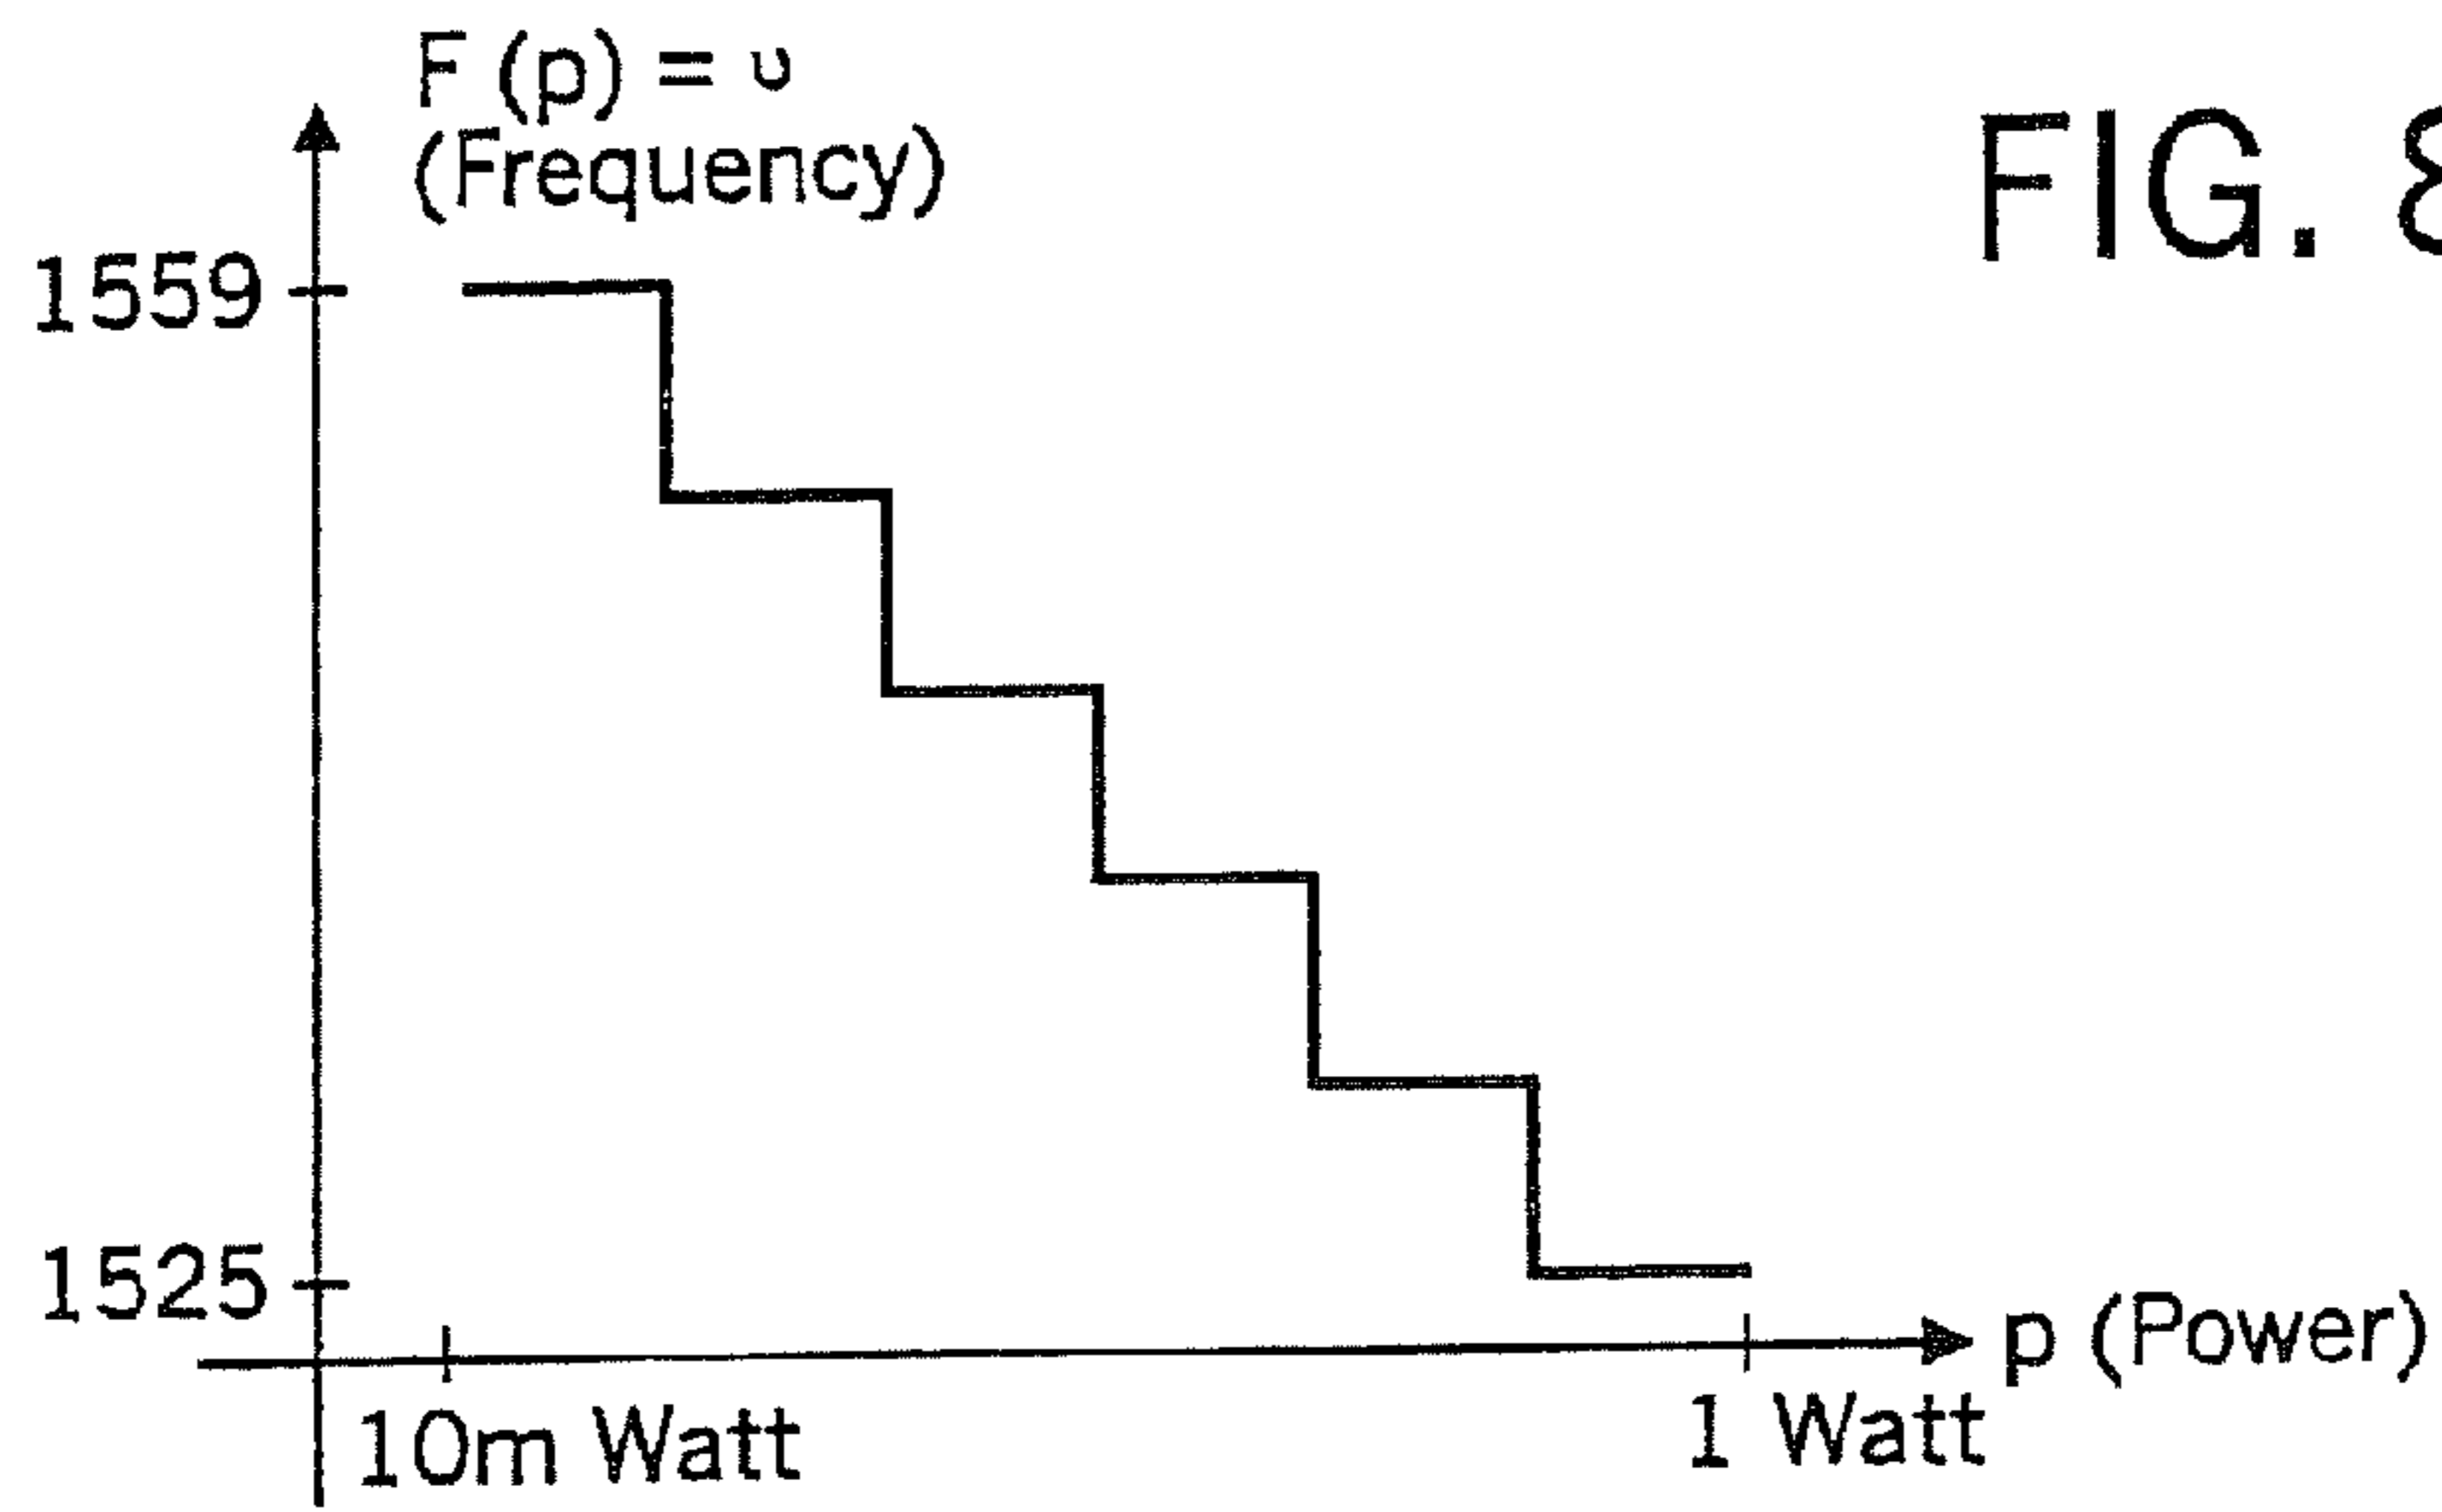 F (p) = υ
(Frequency)
FIG. 8
1559
1525
p (Power)
10m Watt
1 Watt